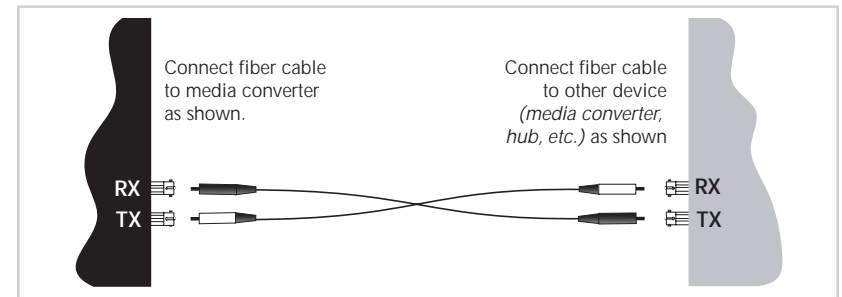 Connect fiber cable
to media converter
as shown.
Connect fiber cable
to other device
(media converter,
hub, etc.) as shown
RX
TX
RX
TX